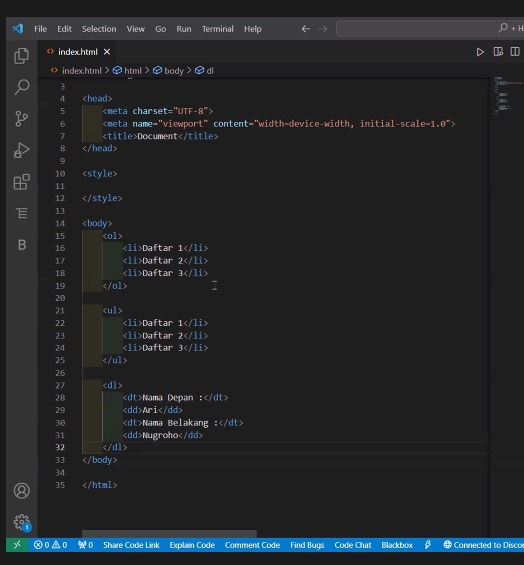 File Edit Selection View Go Run Terminal Help
index.html
index.html > html > body > dl
3
4 <head>
5 <meta charset="UTF-8">
6 <meta name="viewport" content="width=device-width, initial-scale=1.0">
7 <title>Document</title>
8 </head>
9
10 <style>
11
12 </style>
13
14 <body>
15 <ol>
16 <li>Daftar 1</li>
17 <li>Daftar 2</li>
18 <li>Daftar 3</li>
19 </ol>
20
21 <ul>
22 <li>Daftar 1</li>
23 <li>Daftar 2</li>
24 <li>Daftar 3</li>
25 </ul>
26
27 <dl>
28 <dt>Nama Depan :</dt>
29 <dd>Ari</dd>
30 <dt>Nama Belakang :</dt>
31 <dd>Nugroho</dd>
32 </dl>
33 </body>
34
35 </html>
B
1
0 0 0 Share Code Link Explain Code Comment Code Find Bugs Code Chat Blackbox Connected to Discor